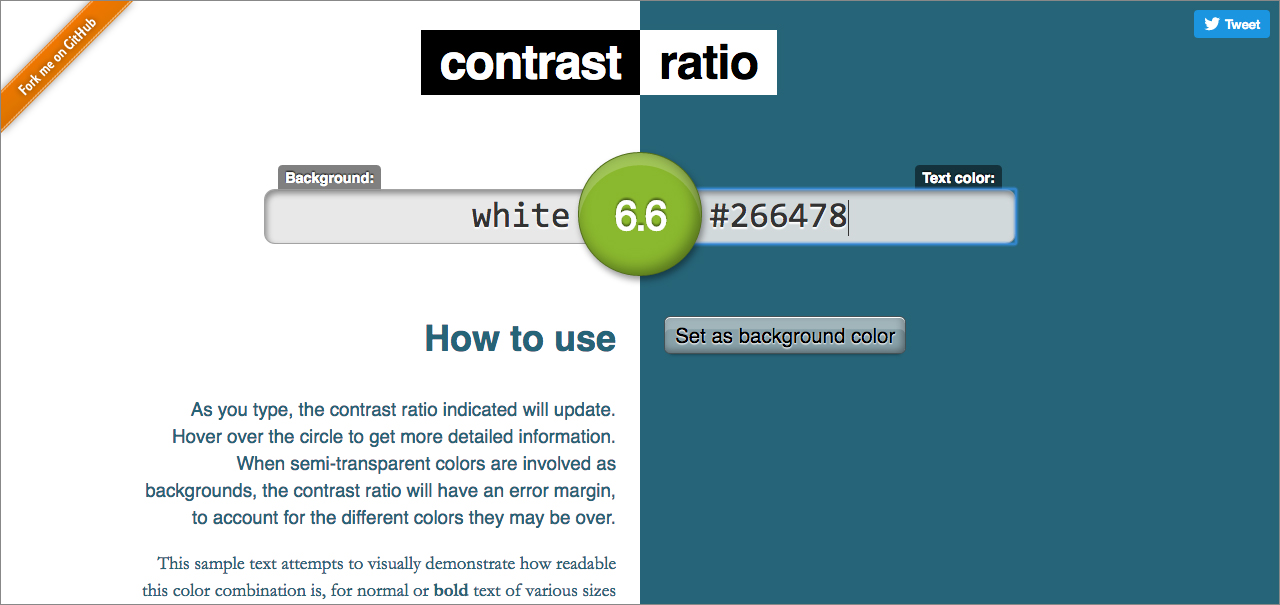 Fork me on GitHub
Tweet
contrast ratio
Background:
Text color:
white 6.6 #266478
How to use
Set as background color
As you type, the contrast ratio indicated will update.
Hover over the circle to get more detailed information.
When semi-transparent colors are involved as
backgrounds, the contrast ratio will have an error margin,
to account for the different colors they may be over.
This sample text attempts to visually demonstrate how readable
this color combination is, for normal or bold text of various sizes